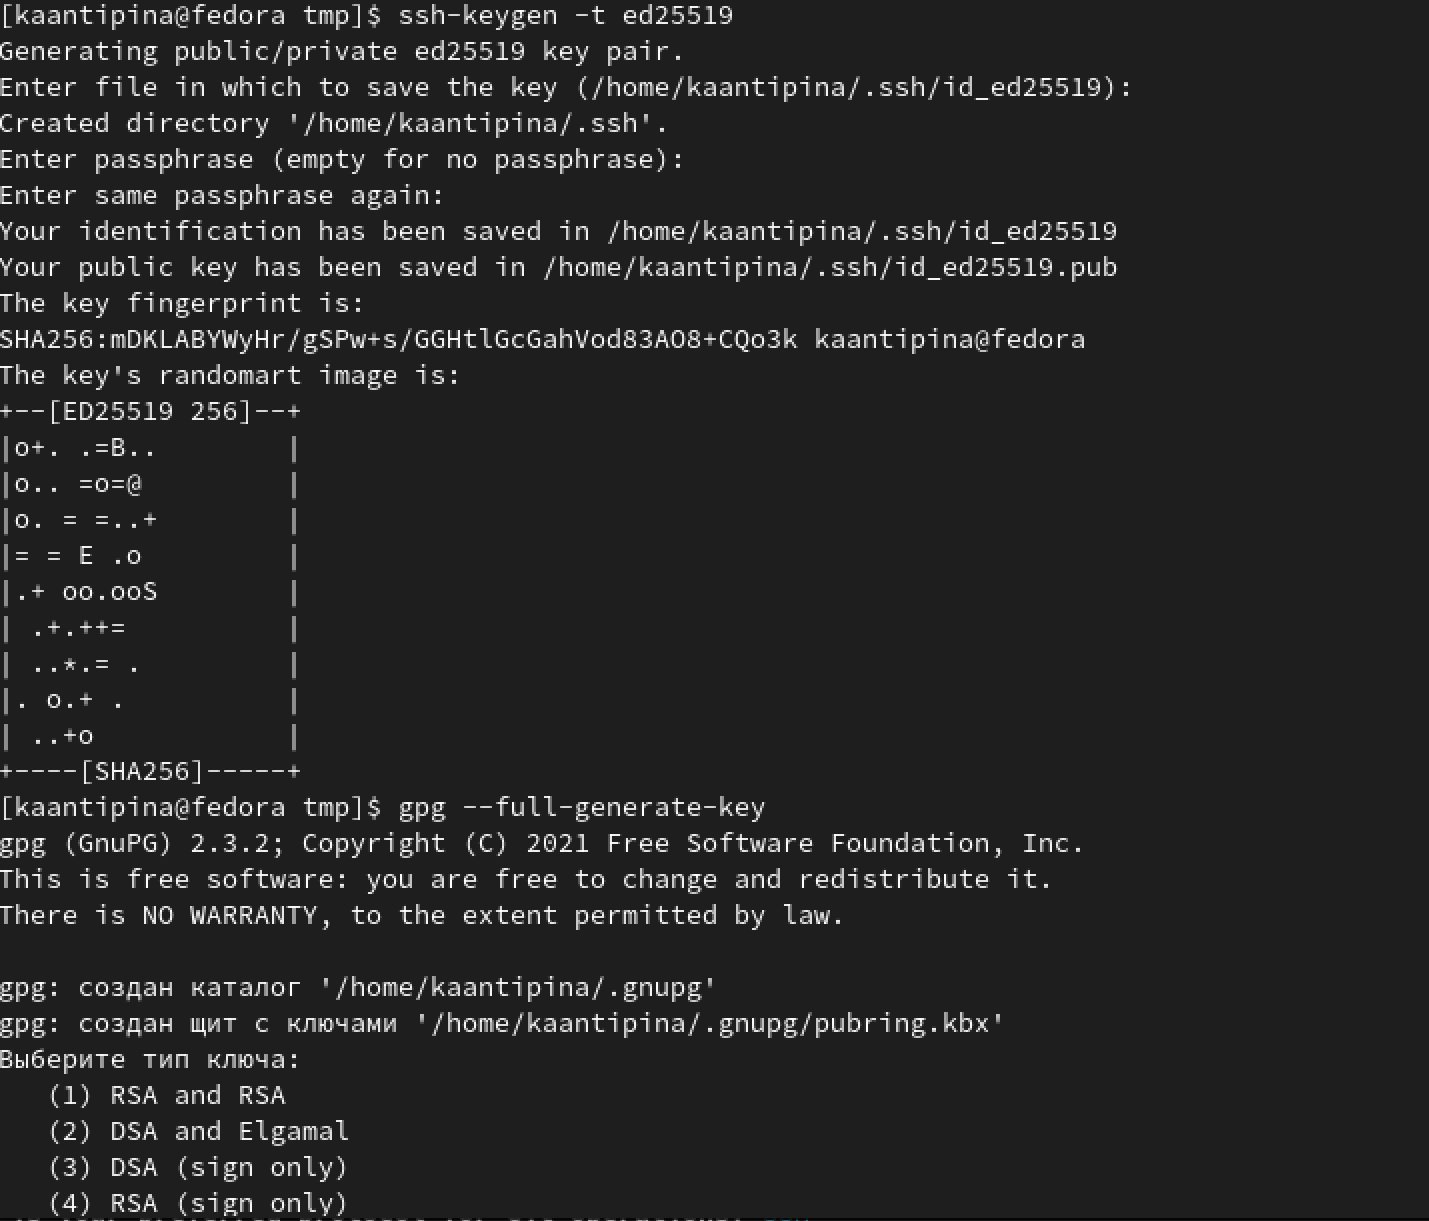 [kaantipina@fedora tmp]$ ssh-keygen -t ed25519
Generating public/private ed25519 key pair.
Enter file in which to save the key (/home/kaantipina/.ssh/id_ed25519):
Created directory '/home/kaantipina/.ssh'.
Enter passphrase (empty for no passphrase):
Enter same passphrase again:
Your identification has been saved in /home/kaantipina/.ssh/id_ed25519
Your public key has been saved in /home/kaantipina/.ssh/id_ed25519.pub
The key fingerprint is:
SHA256:mDKLABYWyHr/gSPw+s/GGHtlGcGahVod83AO8+CQo3k kaantipina@fedora
The key's randomart image is:
+--[ED25519 256]--+
|o+. .=B..        |
|o.. =o=@         |
|o. = =..+        |
|= = E .o         |
|.+ oo.ooS        |
| .+.++=          |
| ..*.= .         |
|. o.+ .          |
| ..+o            |
+----[SHA256]-----+
[kaantipina@fedora tmp]$ gpg --full-generate-key
gpg (GnuPG) 2.3.2; Copyright (C) 2021 Free Software Foundation, Inc.
This is free software: you are free to change and redistribute it.
There is NO WARRANTY, to the extent permitted by law.

gpg: создан каталог '/home/kaantipina/.gnupg'
gpg: создан щит с ключами '/home/kaantipina/.gnupg/pubring.kbx'
Выберите тип ключа:
   (1) RSA and RSA
   (2) DSA and Elgamal
   (3) DSA (sign only)
   (4) RSA (sign only)